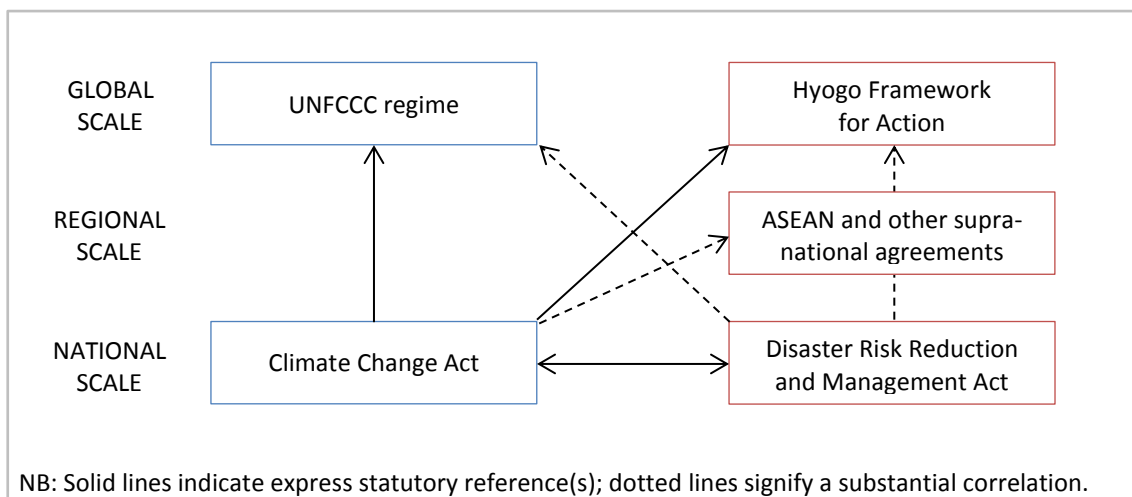 GLOBAL
SCALE
UNFCCC regime
Hyogo Framework
for Action
REGIONAL
SCALE
ASEAN and other supra-
national agreements
NATIONAL
SCALE
Climate Change Act
Disaster Risk Reduction
and Management Act
NB: Solid lines indicate express statutory reference(s); dotted lines signify a substantial correlation.